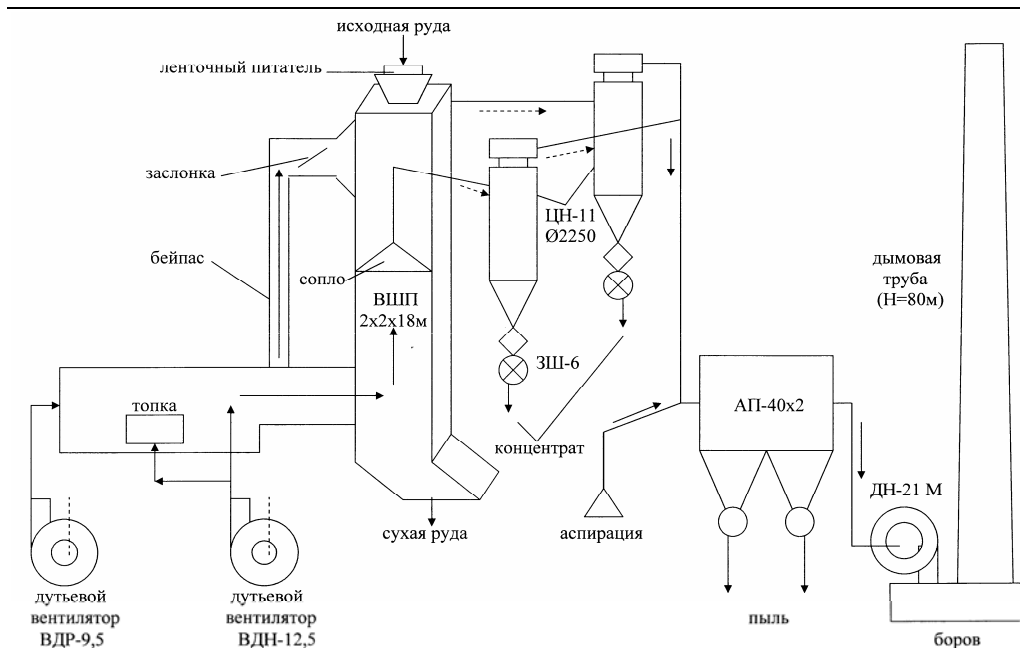 исходная руда
ленточный питатель
заслонка
бейпас
сопло
ВШП
2х2х18м
ЦН-11
Ø2250
ЗШ-6
концентрат
топка
дымовая
труба
(Н=80м)
АП-40х2
ДН-21 М
сухая руда
аспирация
дутьевой
вентилятор
ВДР-9,5
дутьевой
вентилятор
ВДН-12,5
пыль
боров